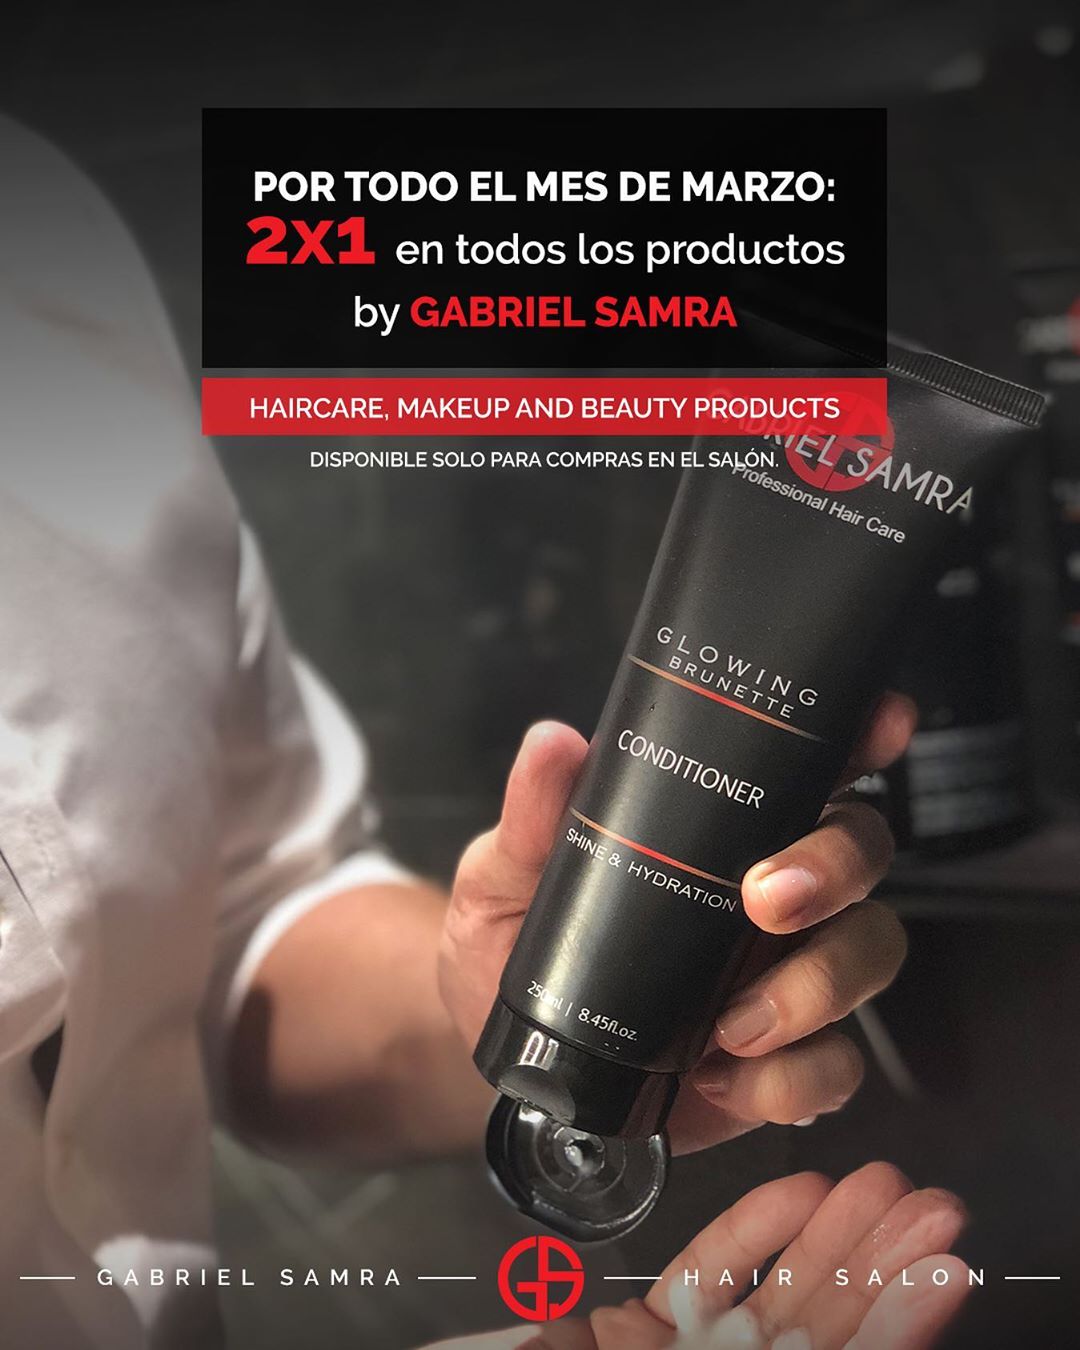 POR TODO EL MES DE MARZO:
2X1 en todos los productos
by GABRIEL SAMRA
HAIRCARE, MAKEUP AND BEAUTY PRODUCTS
DISPONIBLE SOLO PARA COMPRAS EN EL SALÓN.
GABRIEL SAMRA
Professional Hair Care
GLOWING
BRUNETTE
CONDITIONER
SHINE & HYDRATION
250ml | 8.45fl.oz.
GABRIEL SAMRA GS HAIR SALON